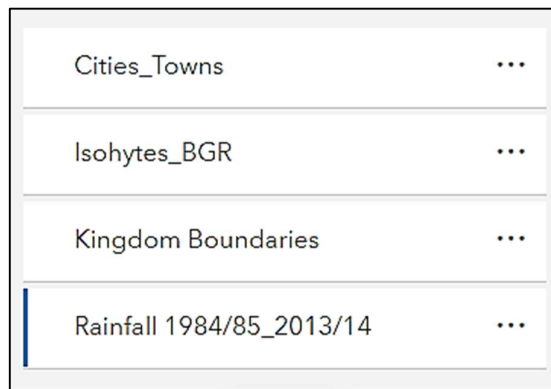 Cities_Towns
Isohytes_BGR
Kingdom Boundaries
Rainfall 1984/85_2013/14